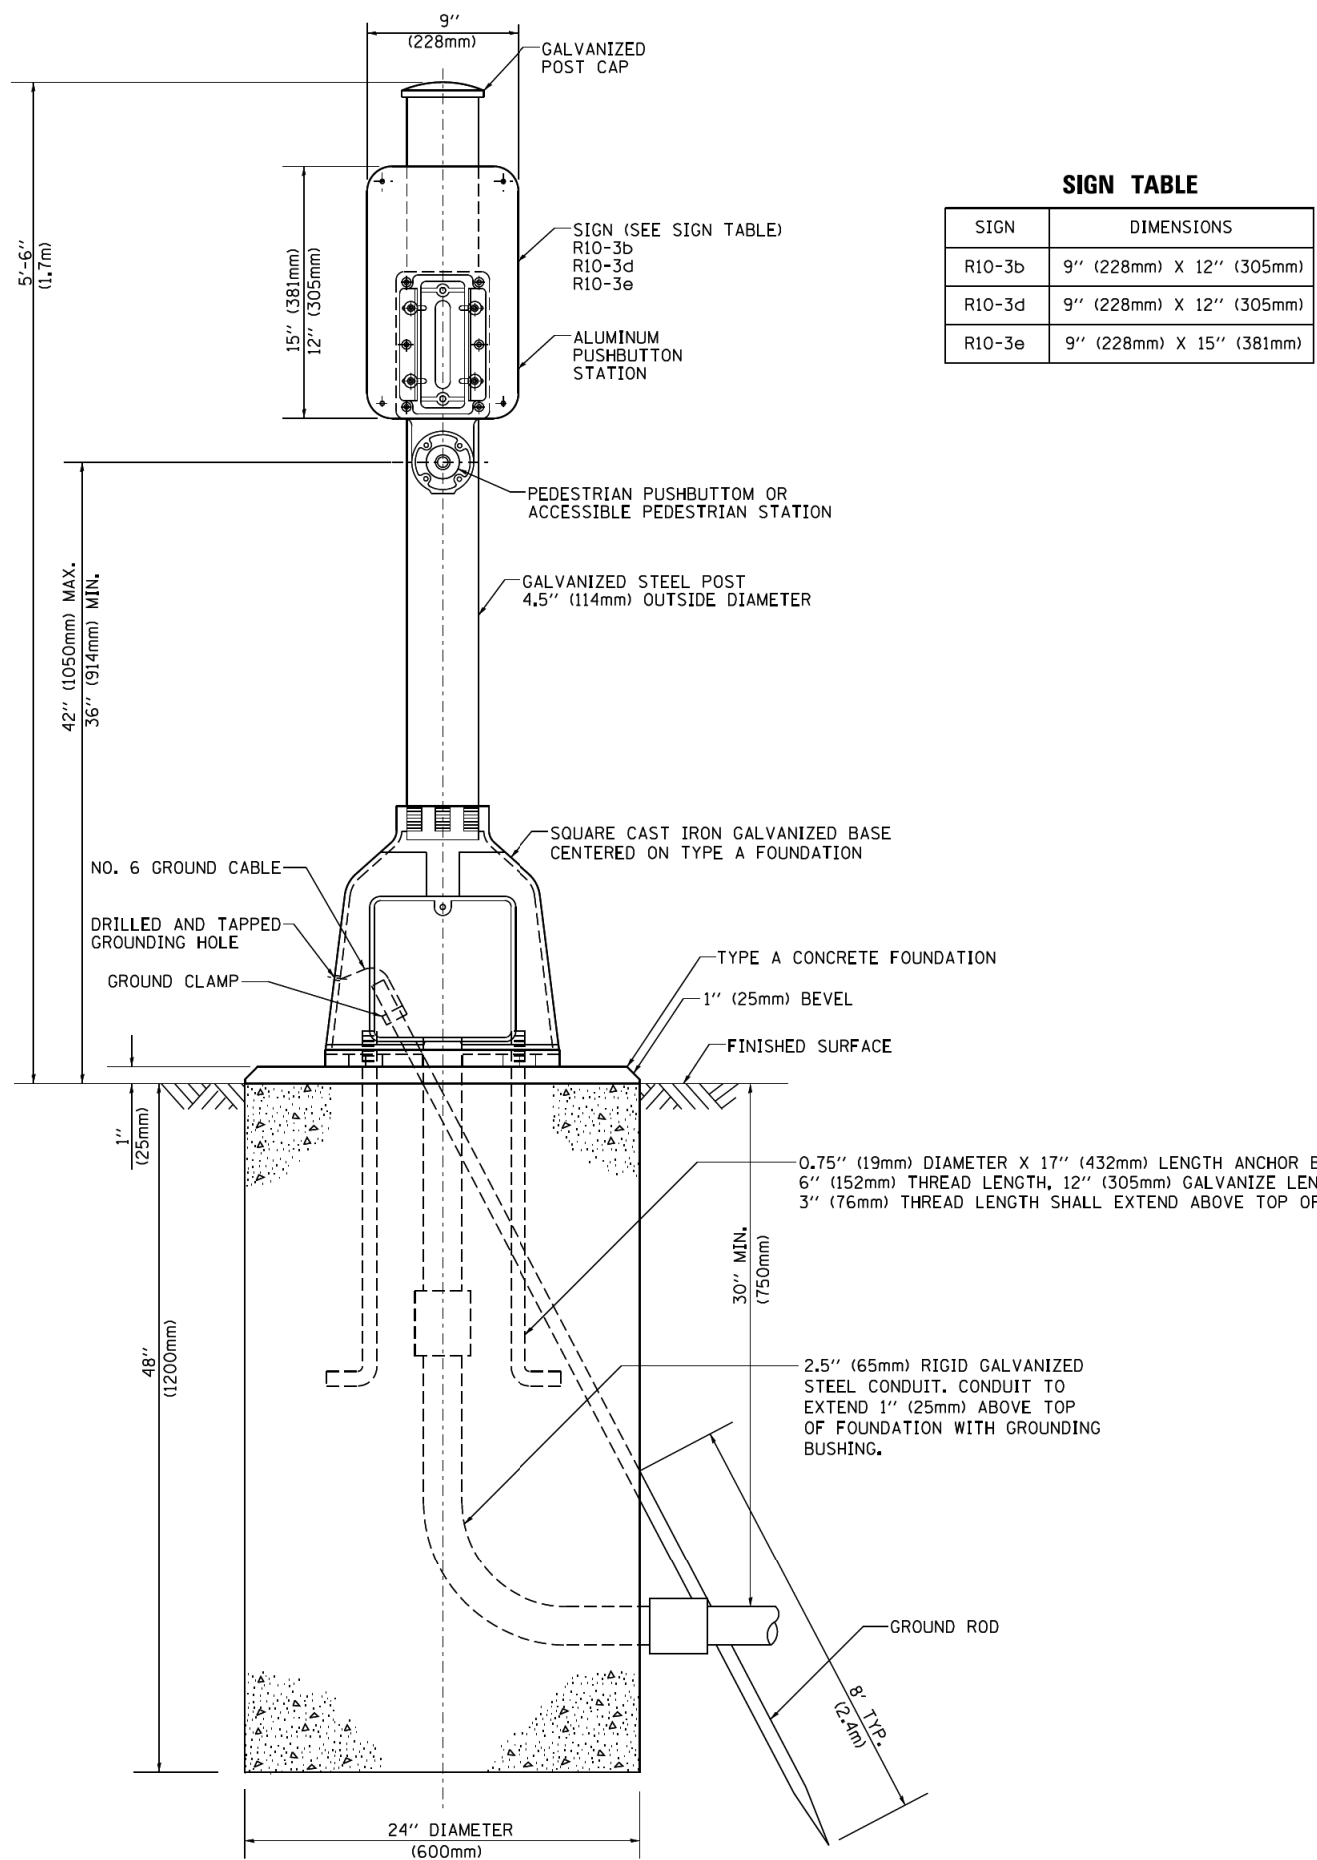 9''
(228mm)
GALVANIZED
POST CAP
5'-6''
(1.7m)
15'' (381mm)
12'' (305mm)
SIGN (SEE SIGN TABLE)
R10-3b
R10-3d
R10-3e
ALUMINUM
PUSHBUTTON
STATION
SIGN TABLE
SIGN DIMENSIONS
R10-3b 9'' (228mm) X 12'' (305mm)
R10-3d 9'' (228mm) X 12'' (305mm)
R10-3e 9'' (228mm) X 15'' (381mm)
PEDESTRIAN PUSHBUTTOM OR
ACCESSIBLE PEDESTRIAN STATION
42'' (1050mm) MAX.
36'' (914mm) MIN.
GALVANIZED STEEL POST
4.5'' (114mm) OUTSIDE DIAMETER
SQUARE CAST IRON GALVANIZED BASE
CENTERED ON TYPE A FOUNDATION
NO. 6 GROUND CABLE
DRILLED AND TAPPED
GROUNDING HOLE
GROUND CLAMP
TYPE A CONCRETE FOUNDATION
1'' (25mm) BEVEL
FINISHED SURFACE
1''
(25mm)
0.75'' (19mm) DIAMETER X 17'' (432mm) LENGTH ANCHOR
6'' (152mm) THREAD LENGTH, 12'' (305mm) GALVANIZE
3'' (76mm) THREAD LENGTH SHALL EXTEND ABOVE TOP
30'' MIN.
(750mm)
48''
(1200mm)
2.5'' (65mm) RIGID GALVANIZED
STEEL CONDUIT. CONDUIT TO
EXTEND 1'' (25mm) ABOVE TOP
OF FOUNDATION WITH GROUNDING
BUSHING.
GROUND ROD
8' TYP.
(2.4m)
24'' DIAMETER
(600mm)